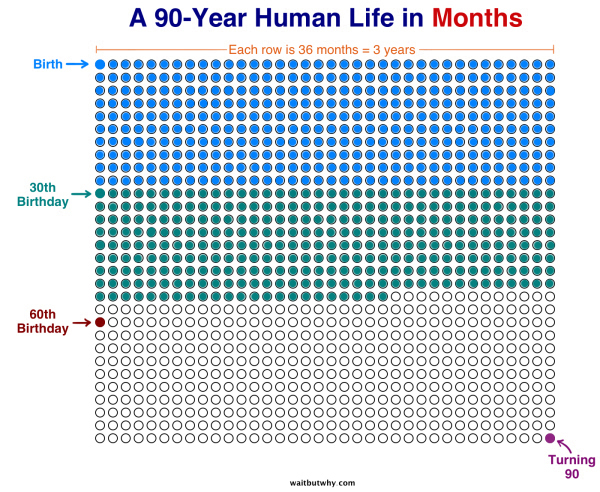 A 90-Year Human Life in Months
Each row is 36 months = 3 years
Birth
30th
Birthday
60th
Birthday
Turning
90
waitbutwhy.com